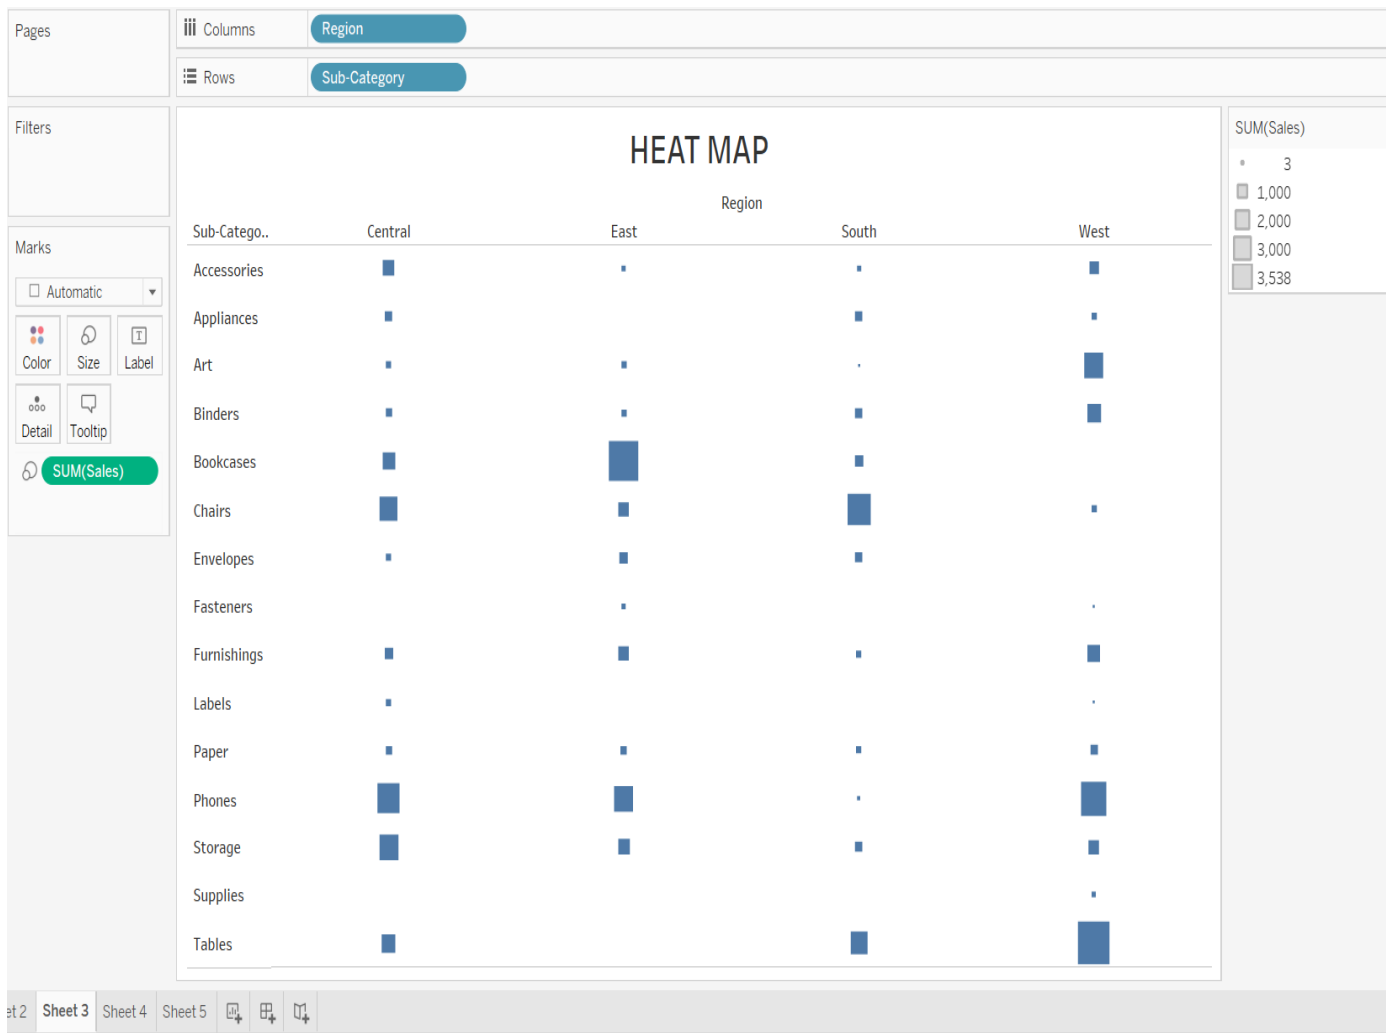 Pages
Columns
Region
Rows
Sub-Category
Filters
Marks
Automatic
Color
Size
Label
Detail
Tooltip
SUM(Sales)
HEAT MAP
Region
Sub-Catego..
Central
East
South
West
Accessories
Appliances
Art
Binders
Bookcases
Chairs
Envelopes
Fasteners
Furnishings
Labels
Paper
Phones
Storage
Supplies
Tables
SUM(Sales)
3
1,000
2,000
3,000
3,538
et 2
Sheet 3
Sheet 4
Sheet 5